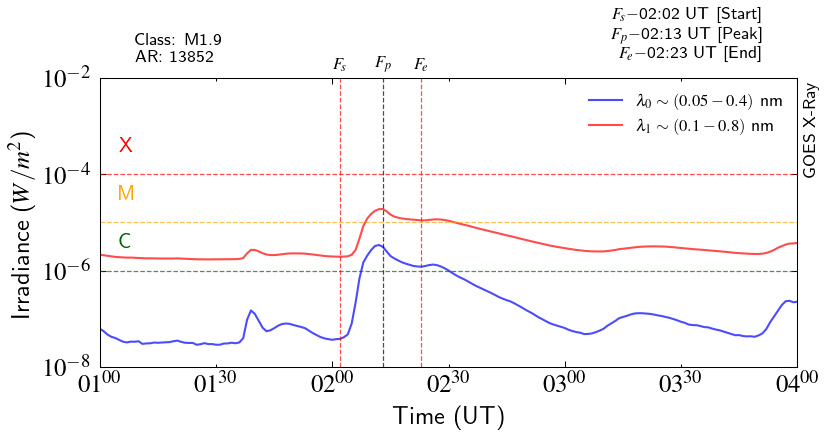 F_s−02:02 UT [Start]
F_p−02:13 UT [Peak]
F_e−02:23 UT [End]
Class: M1.9
AR: 13852
F_s F_p F_e
10^{−2}
λ_0 ∼ (0.05 − 0.4) nm
λ_1 ∼ (0.1 − 0.8) nm
GOES X-Ray
X
10^{−4}
M
C
10^{−6}
10^{−8}
Irradiance (W/m^2)
01^{00} 01^{30} 02^{00} 02^{30} 03^{00} 03^{30} 04^{00}
Time (UT)